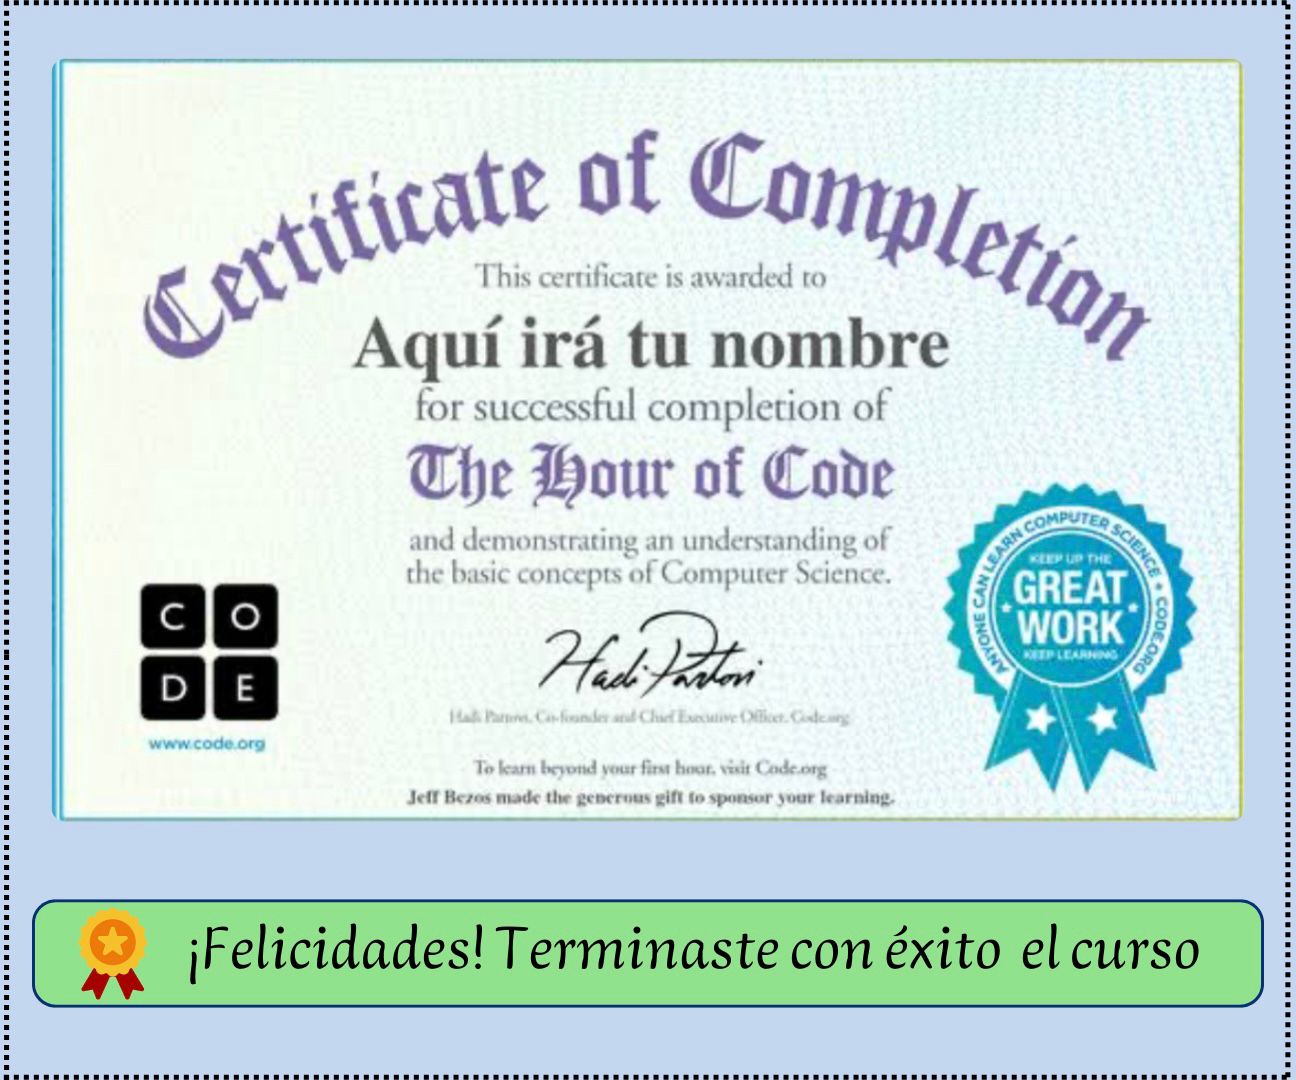 Certificate of Completion
This certificate is awarded to
Aquí irá tu nombre
for successful completion of
The Hour of Code
and demonstrating an understanding of
the basic concepts of Computer Science.
Hadi Partovi
Hadi Partovi, Co-founder and Chief Executive Officer, Code.org
To learn beyond your first hour, visit Code.org
Jeff Bezos made the generous gift to sponsor your learning.
C O
D E
www.code.org
ANYONE CAN LEARN COMPUTER SCIENCE • CODE.ORG
KEEP UP THE
GREAT
WORK
KEEP LEARNING
¡Felicidades! Terminaste con éxito el curso